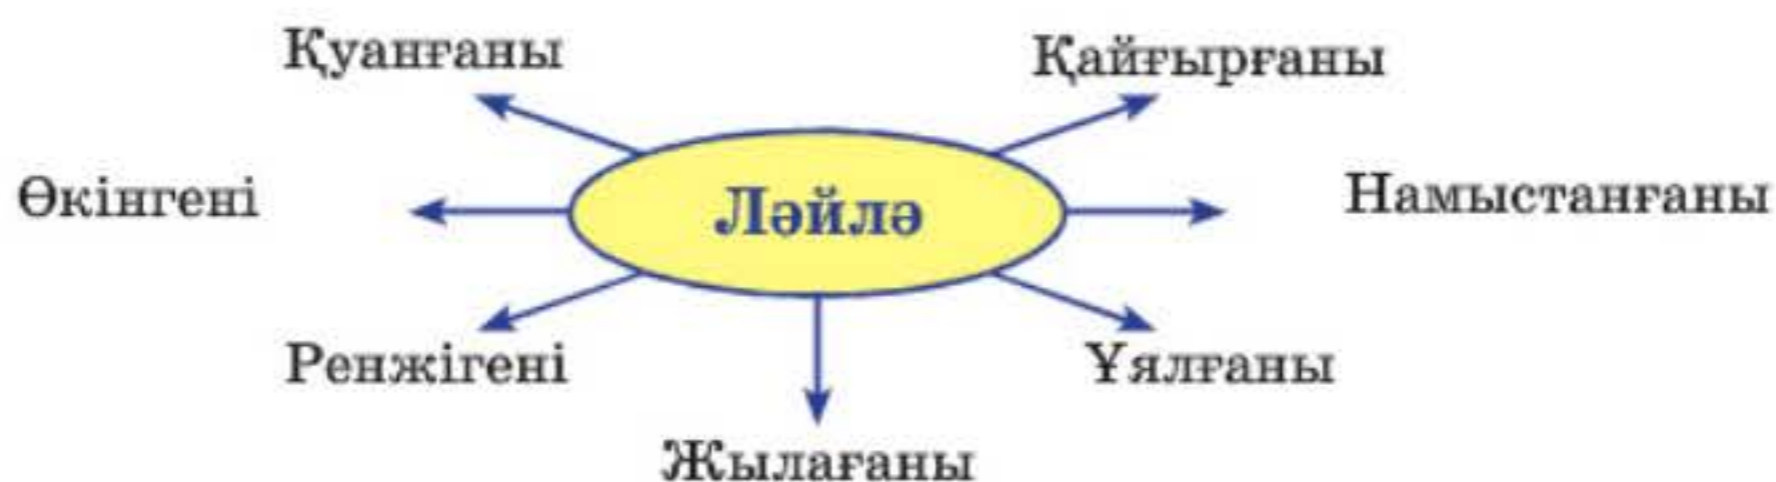 Қуанғаны
Қайғырғаны
Өкінгені
Ләйлә
Намыстанғаны
Ренжігені
Ұялғаны
Жылағаны